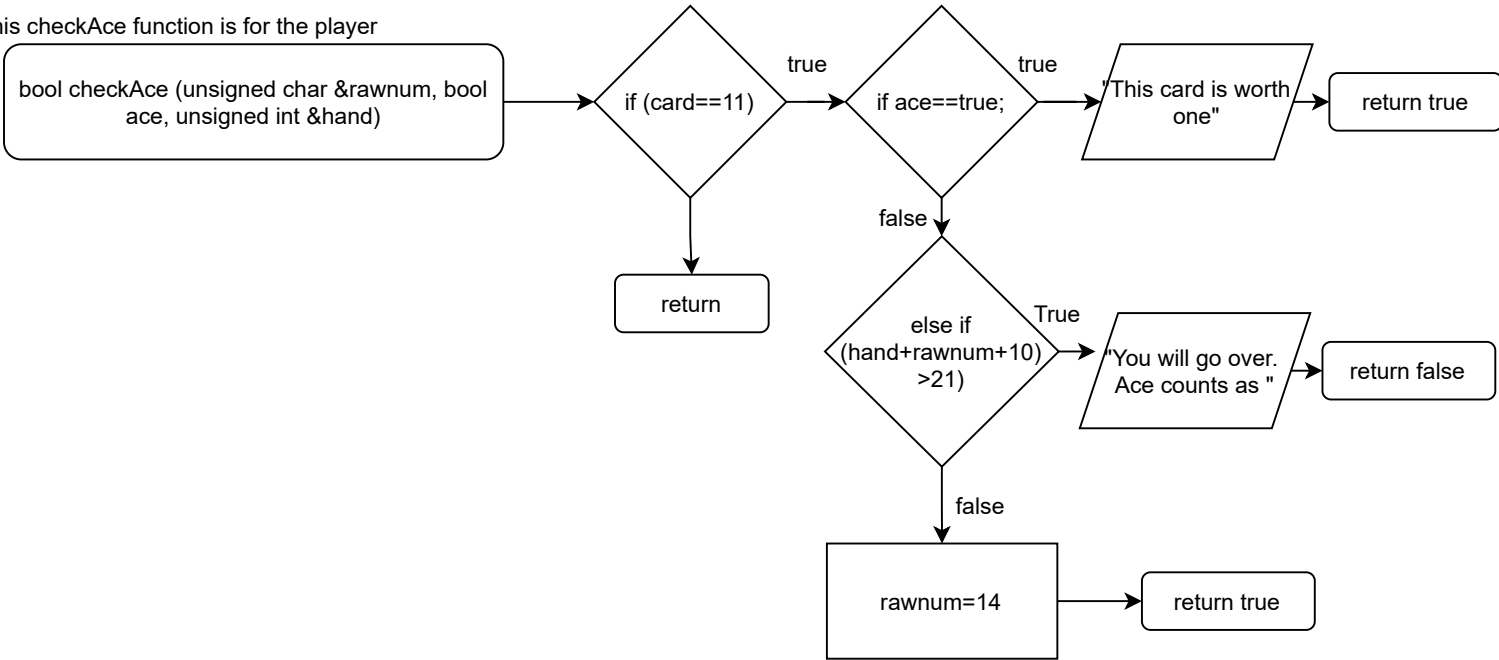 his checkAce function is for the player
bool checkAce (unsigned char &rawnum, bool
ace, unsigned int &hand)
if (card==11)
true
if ace==true;
true
"This card is worth
one"
return true
false
return
else if
(hand+rawnum+10)
>21)
True
"You will go over.
Ace counts as "
return false
false
rawnum=14
return true